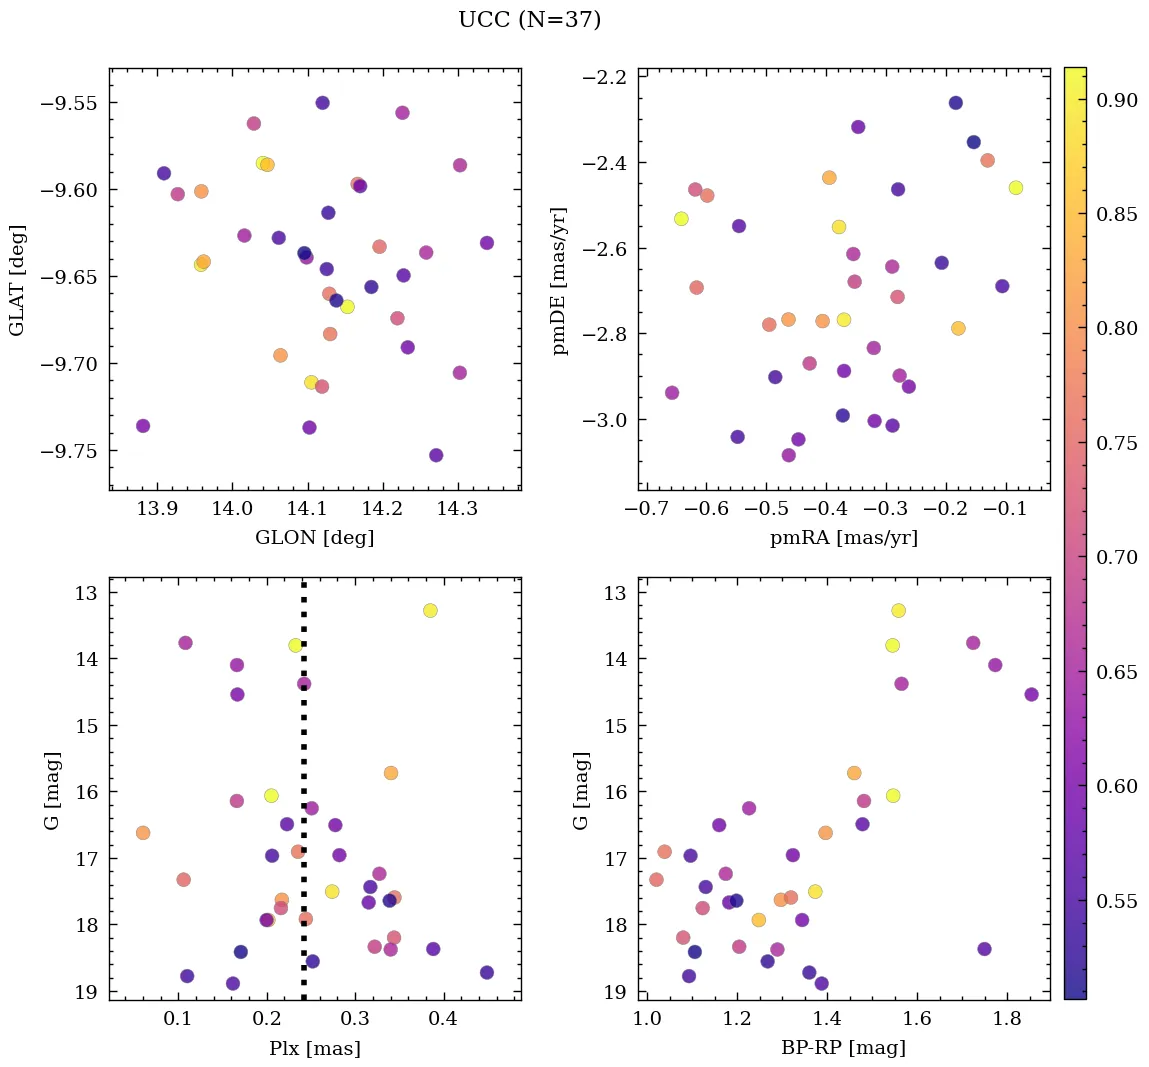 UCC (N=37)
−9.55
−9.60
−9.65
−9.70
−9.75
GLAT [deg]
13.9 14.0 14.1 14.2 14.3
GLON [deg]
−2.2
−2.4
−2.6
−2.8
−3.0
pmDE [mas/yr]
−0.7 −0.6 −0.5 −0.4 −0.3 −0.2 −0.1
pmRA [mas/yr]
13
14
15
16
17
18
19
G [mag]
0.1 0.2 0.3 0.4
Plx [mas]
13
14
15
16
17
18
19
G [mag]
1.0 1.2 1.4 1.6 1.8
BP-RP [mag]
0.90
0.85
0.80
0.75
0.70
0.65
0.60
0.55